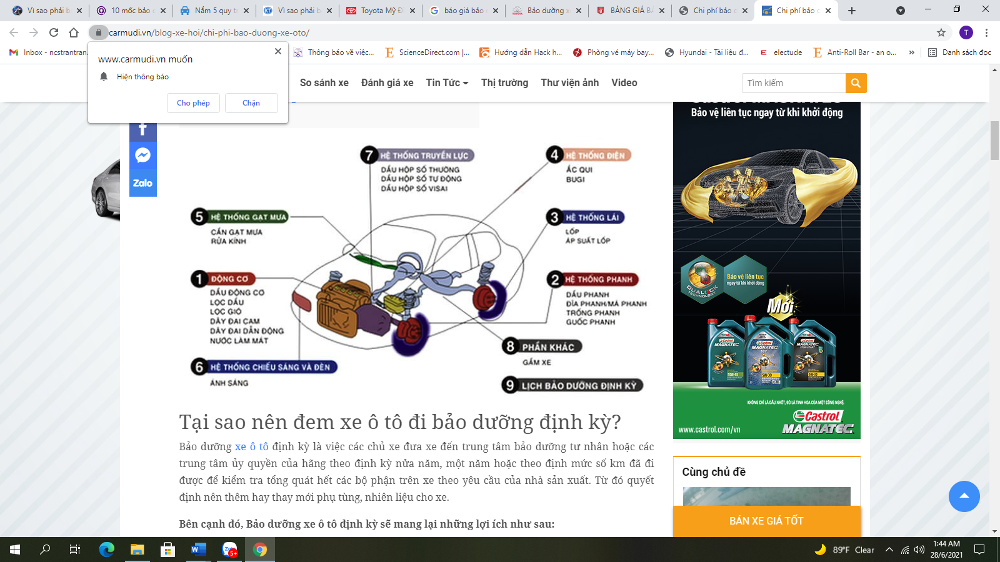 Vì sao phải b
10 mốc bảo d
Nắm 5 quy tr
Vì sao phải b
Toyota Mỹ Đ
báo giá bảo
Bảo dưỡng x
BẢNG GIÁ B
Chi phí bảo
Chi phí bảo
carmudi.vn/blog-xe-hoi/chi-phi-bao-duong-xe-oto/
T
Inbox - ncstrantran.
Thông báo về việc...
ScienceDirect.com |...
Hướng dẫn Hack h...
Phòng vé máy bay...
Hyundai - Tài liệu đ...
electude
Anti-Roll Bar - an o...
»
Danh sách đọc
www.carmudi.vn muốn
Hiện thông báo
Cho phép
Chặn
So sánh xe
Đánh giá xe
Tin Tức
Thị trường
Thư viện ảnh
Video
Tìm kiếm
Zalo
7 HỆ THỐNG TRUYỀN LỰC
DẦU HỘP SỐ THƯỜNG
DẦU HỘP SỐ TỰ ĐỘNG
DẦU HỘP SỐ VISAI
4 HỆ THỐNG ĐIỆN
ẮC QUI
BUGI
5 HỆ THỐNG GẠT MƯA
CẦN GẠT MƯA
RỬA KÍNH
3 HỆ THỐNG LÁI
LỐP
ÁP SUẤT LỐP
1 ĐỘNG CƠ
DẦU ĐỘNG CƠ
LỌC DẦU
LỌC GIÓ
DÂY ĐAI CAM
DÂY ĐAI DẪN ĐỘNG
NƯỚC LÀM MÁT
2 HỆ THỐNG PHANH
DẦU PHANH
ĐĨA PHANH/MÁ PHANH
TRỐNG PHANH
GUỐC PHANH
8 PHẦN KHÁC
GẦM XE
6 HỆ THỐNG CHIẾU SÁNG VÀ ĐÈN
ÁNH SÁNG
9 LỊCH BẢO DƯỠNG ĐỊNH KỲ
Tại sao nên đem xe ô tô đi bảo dưỡng định kỳ?
Bảo dưỡng xe ô tô định kỳ là việc các chủ xe đưa xe đến trung tâm bảo dưỡng tư nhân hoặc các
trung tâm ủy quyền của hãng theo định kỳ nửa năm, một năm hoặc theo định mức số km đã đi
được để kiểm tra tổng quát hết các bộ phận trên xe theo yêu cầu của nhà sản xuất. Từ đó quyết
định nên thêm hay thay mới phụ tùng, nhiên liệu cho xe.
Bên cạnh đó, Bảo dưỡng xe ô tô định kỳ sẽ mang lại những lợi ích như sau:
Bảo vệ liên tục ngay từ khi khởi động
DUALOCK
TECHNOLOGY
Bảo vệ liên tục
ngay từ khi khởi động
Mới
Castrol
MAGNATEC
10W-40
Castrol
MAGNATEC
5W-30
Castrol
MAGNATEC
STOP-START
5W-30
KHÔNG CHỈ LÀ DẦU NHỚT, ĐÓ LÀ TINH HOA CỦA MỘT CÔNG NGHỆ.
Castrol
MAGNATEC
www.castrol.com/vn
Cùng chủ đề
BÁN XE GIÁ TỐT
5+
89°F Clear
1:44 AM
28/6/2021